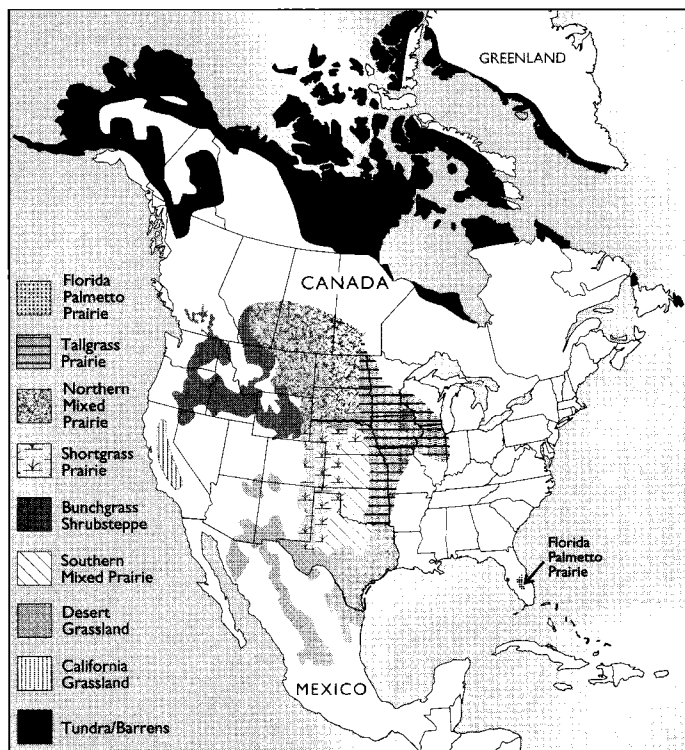 GREENLAND
CANADA
Florida
Palmetto
Prairie
Tallgrass
Prairie
Northern
Mixed
Prairie
Shortgrass
Prairie
Bunchgrass
Shrubsteppe
Southern
Mixed Prairie
Desert
Grassland
California
Grassland
Tundra/Barrens
Florida
Palmetto
Prairie
MEXICO